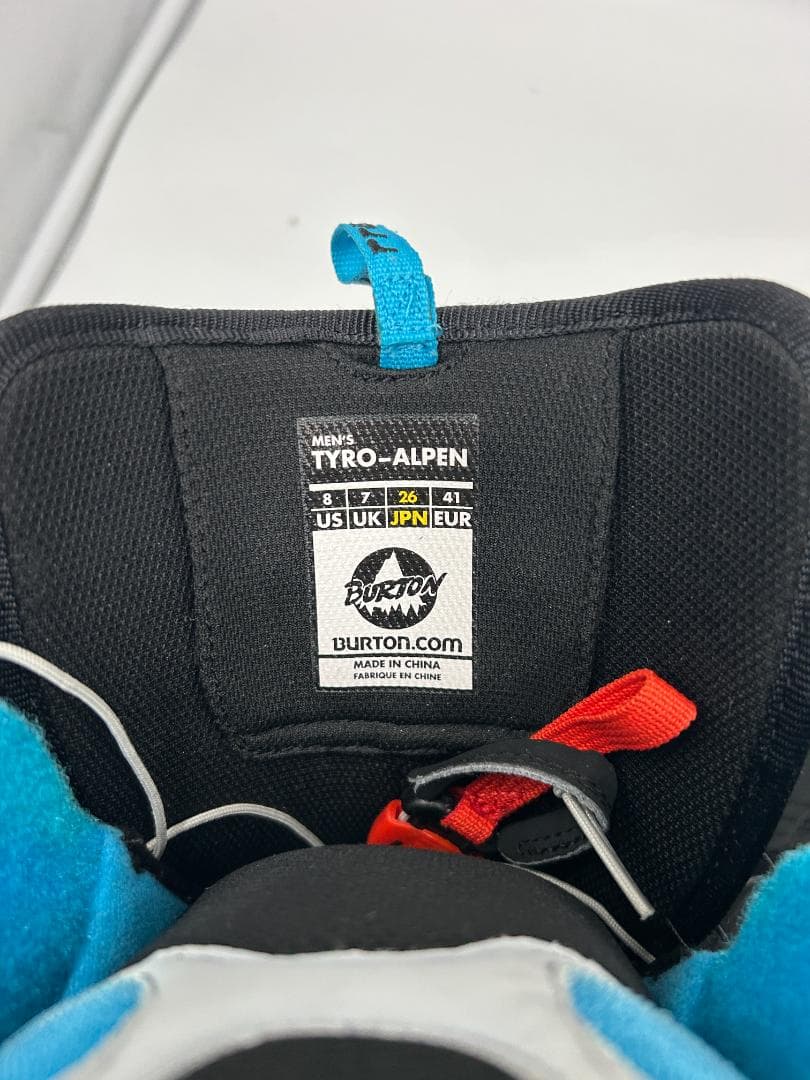 MEN'S
TYRO-ALPEN
8 7 26 41
US UK JPN EUR
BURTON
BURTON.COM
MADE IN CHINA
FABRIQUE EN CHINE